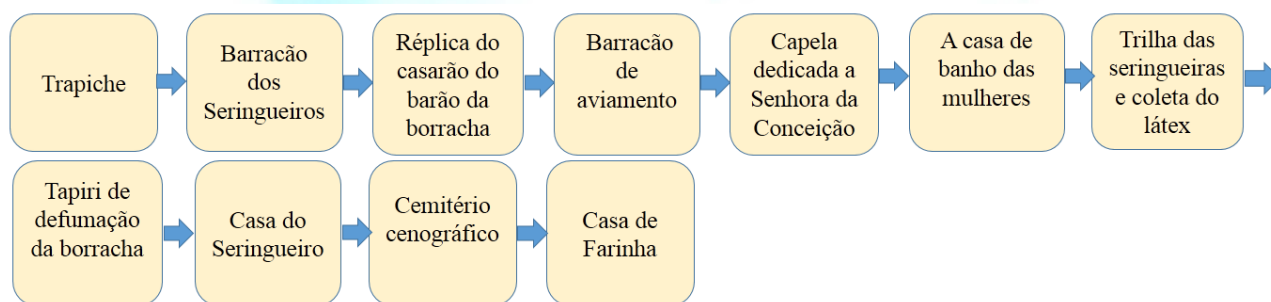 Trapiche
Barracão
dos
Seringueiros
Réplica do
casarão do
barão da
borracha
Barracão
de
aviamento
Capela
dedicada a
Senhora da
Conceição
A casa de
banho das
mulheres
Trilha das
seringueiras
e coleta do
látex
Tapiri de
defumação
da borracha
Casa do
Seringueiro
Cemitério
cenográfico
Casa de
Farinha